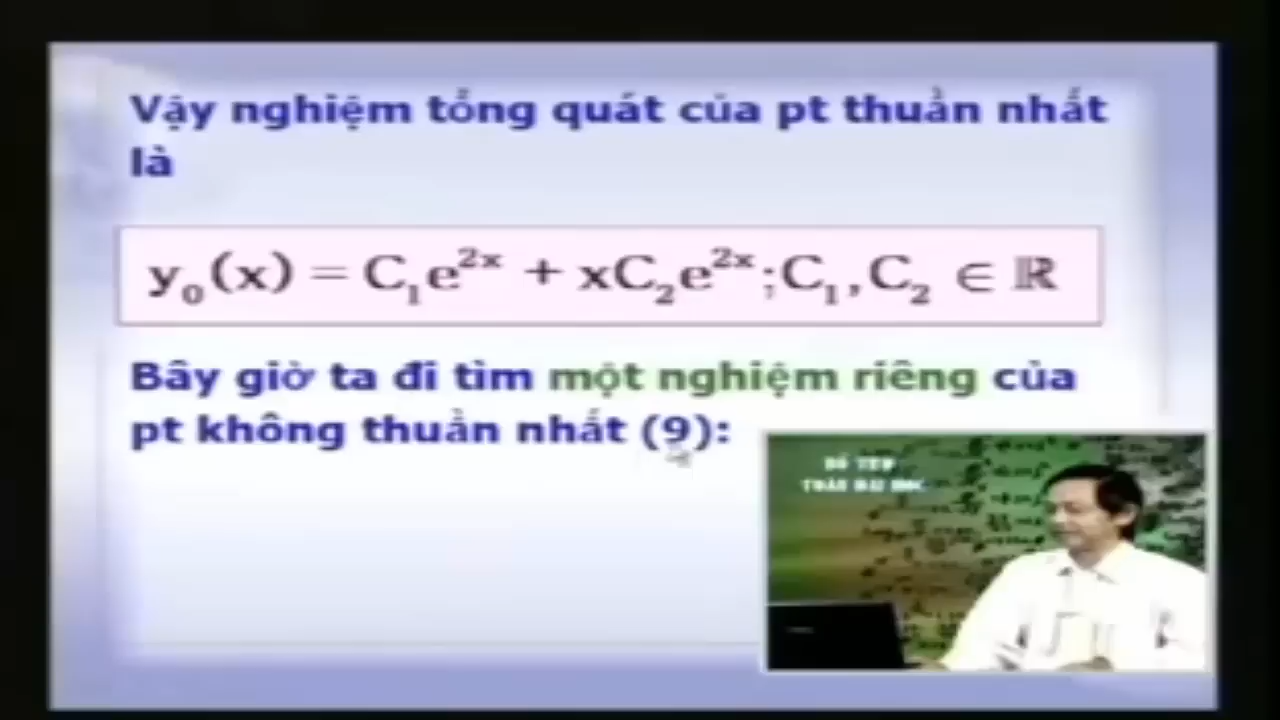 Vậy nghiệm tổng quát của pt thuần nhất
là
y₀(x) = C₁e²ˣ + xC₂e²ˣ;C₁,C₂ ∈ ℝ
Bây giờ ta đi tìm một nghiệm riêng của
pt không thuần nhất (9):